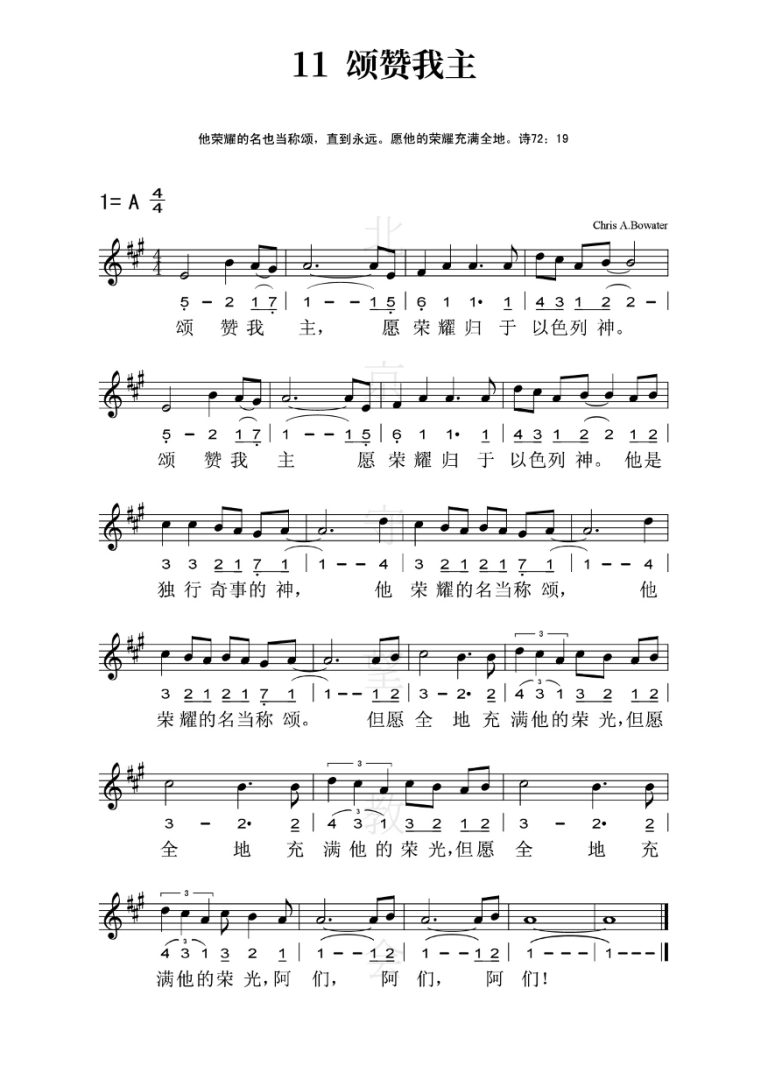 11 颂赞我主
他荣耀的名也当称颂，直到永远。愿他的荣耀充满全地。诗72：19
1= A 4/4
Chris A.Bowater
5 – 2 1 7 | 1 – – 1 5 | 6 1 1· 1 | 4 3 1 2 2 – |
颂 赞 我 主， 愿 荣 耀 归 于 以 色 列 神。
5 – 2 1 7 | 1 – – 1 5 | 6 1 1· 1 | 4 3 1 2 2 1 2 |
颂 赞 我 主 愿 荣 耀 归 于 以 色 列 神。 他 是
3 3 2 1 7 1 | 1 – – 4 | 3 2 1 2 1 7 1 | 1 – – 4 |
独 行 奇 事 的 神， 他 荣 耀 的 名 当 称 颂， 他
3 2 1 2 1 7 1 | 1 – – 1 2 | 3 – 2· 2 | 4 3 1 3 2 1 2 |
荣 耀 的 名 当 称 颂。 但 愿 全 地 充 满 他 的 荣 光，但 愿
3 – 2· 2 | 4 3 1 3 2 1 2 | 3 – 2· 2 |
全 地 充 满 他 的 荣 光，但 愿 全 地 充
4 3 1 3 2 1 | 1 – – 1 2 | 1 – – 1 2 | 1 – – – | 1 – – – |
满 他 的 荣 光，阿 们， 阿 们， 阿 们！
北京守望教会